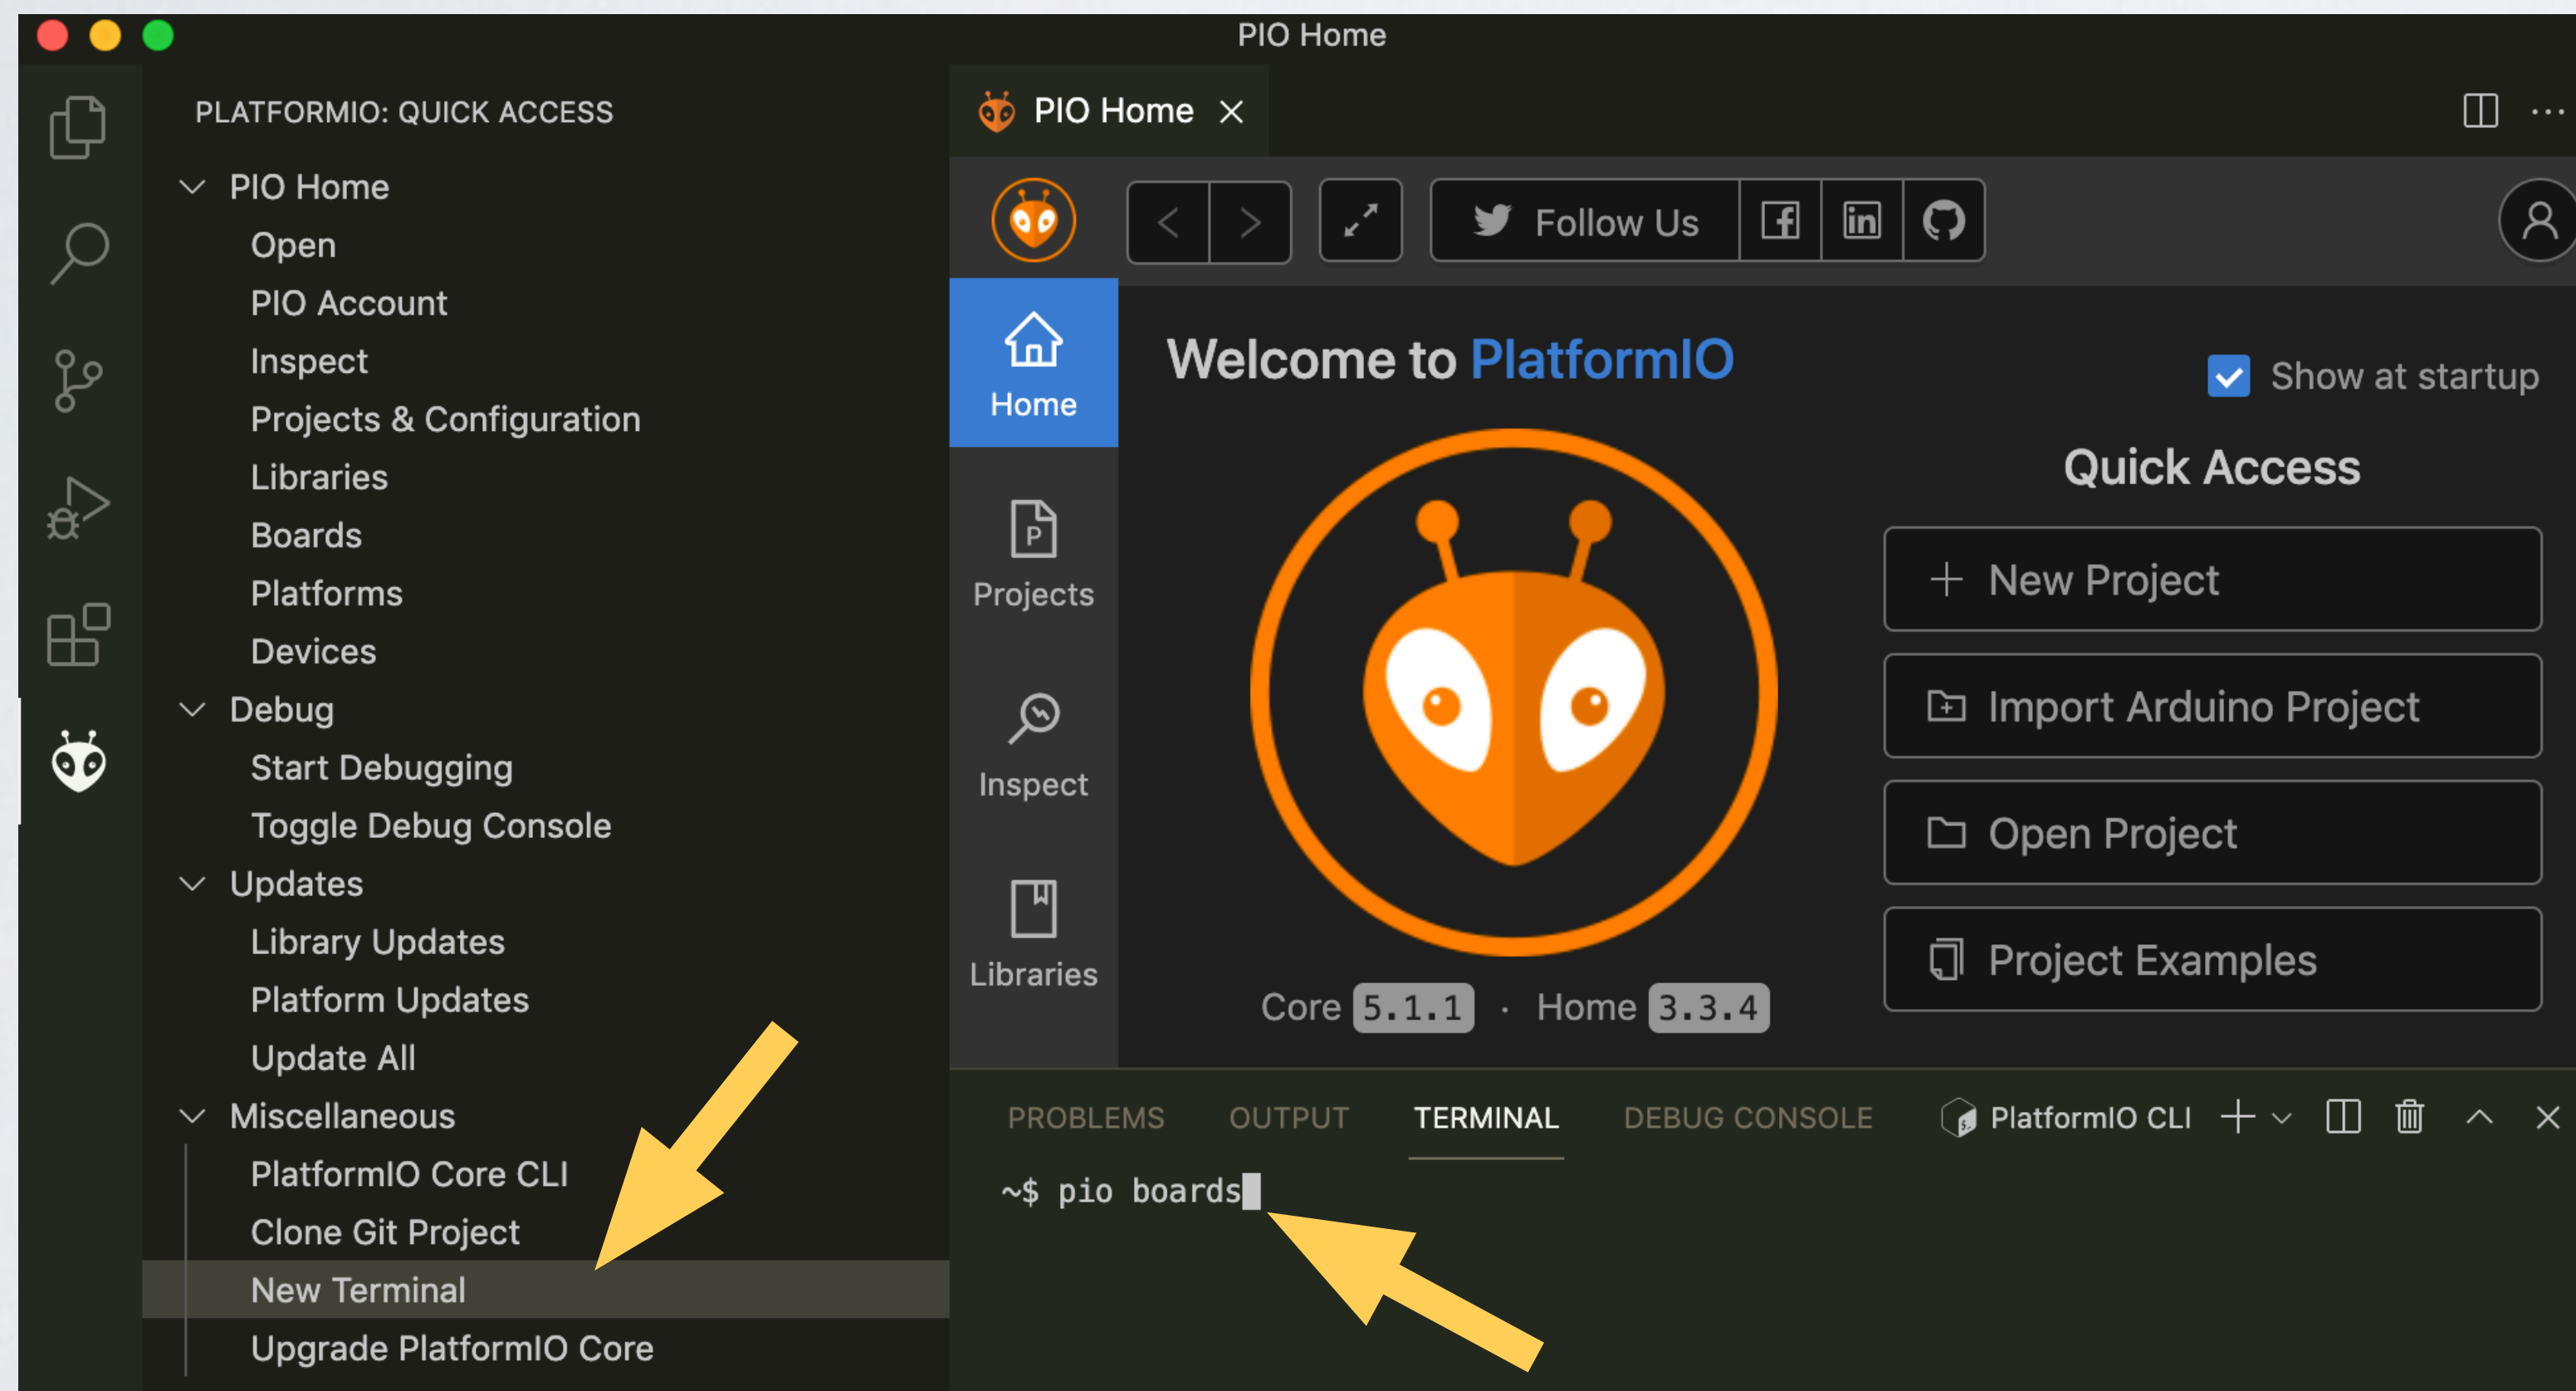 PIO Home
PLATFORMIO: QUICK ACCESS
PIO Home
Open
PIO Account
Inspect
Projects & Configuration
Libraries
Boards
Platforms
Devices
Debug
Start Debugging
Toggle Debug Console
Updates
Library Updates
Platform Updates
Update All
Miscellaneous
PlatformIO Core CLI
Clone Git Project
New Terminal
Upgrade PlatformIO Core
PIO Home
Follow Us
Home
Projects
Inspect
Libraries
Welcome to PlatformIO
Show at startup
Core 5.1.1 · Home 3.3.4
Quick Access
New Project
Import Arduino Project
Open Project
Project Examples
PROBLEMS OUTPUT TERMINAL DEBUG CONSOLE PlatformIO CLI
~$ pio boards